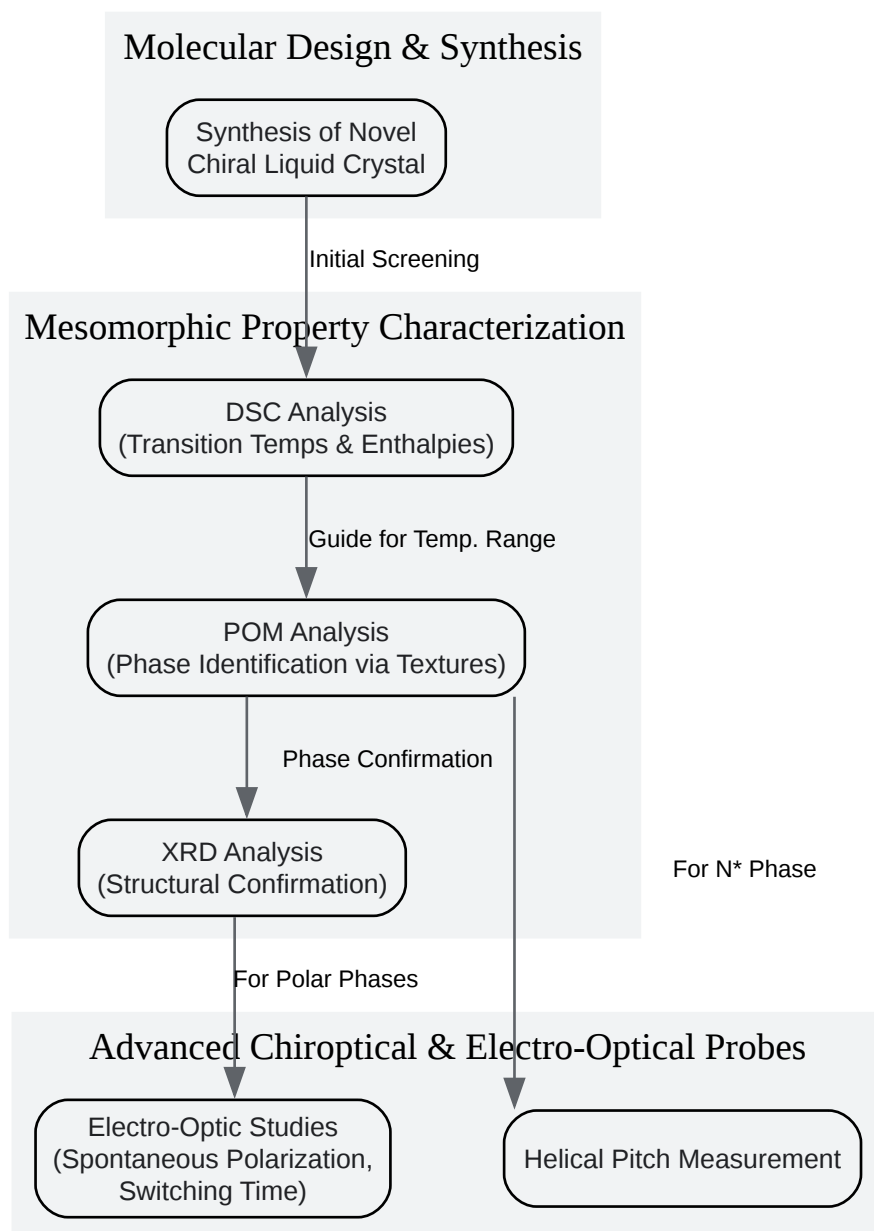 Molecular Design & Synthesis
Synthesis of Novel
Chiral Liquid Crystal
Initial Screening
Mesomorphic Property Characterization
DSC Analysis
(Transition Temps & Enthalpies)
Guide for Temp. Range
POM Analysis
(Phase Identification via Textures)
Phase Confirmation
XRD Analysis
(Structural Confirmation)
For N* Phase
For Polar Phases
Advanced Chiroptical & Electro-Optical Probes
Electro-Optic Studies
(Spontaneous Polarization,
Switching Time)
Helical Pitch Measurement